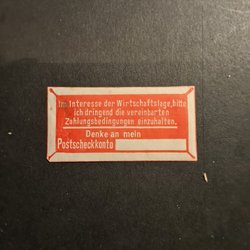 Im Interesse der Wirtschaftslage, bitte
ich dringend die vereinbarten
Zahlungsbedingungen einzuhalten.
Denke an mein
Postscheckkonto